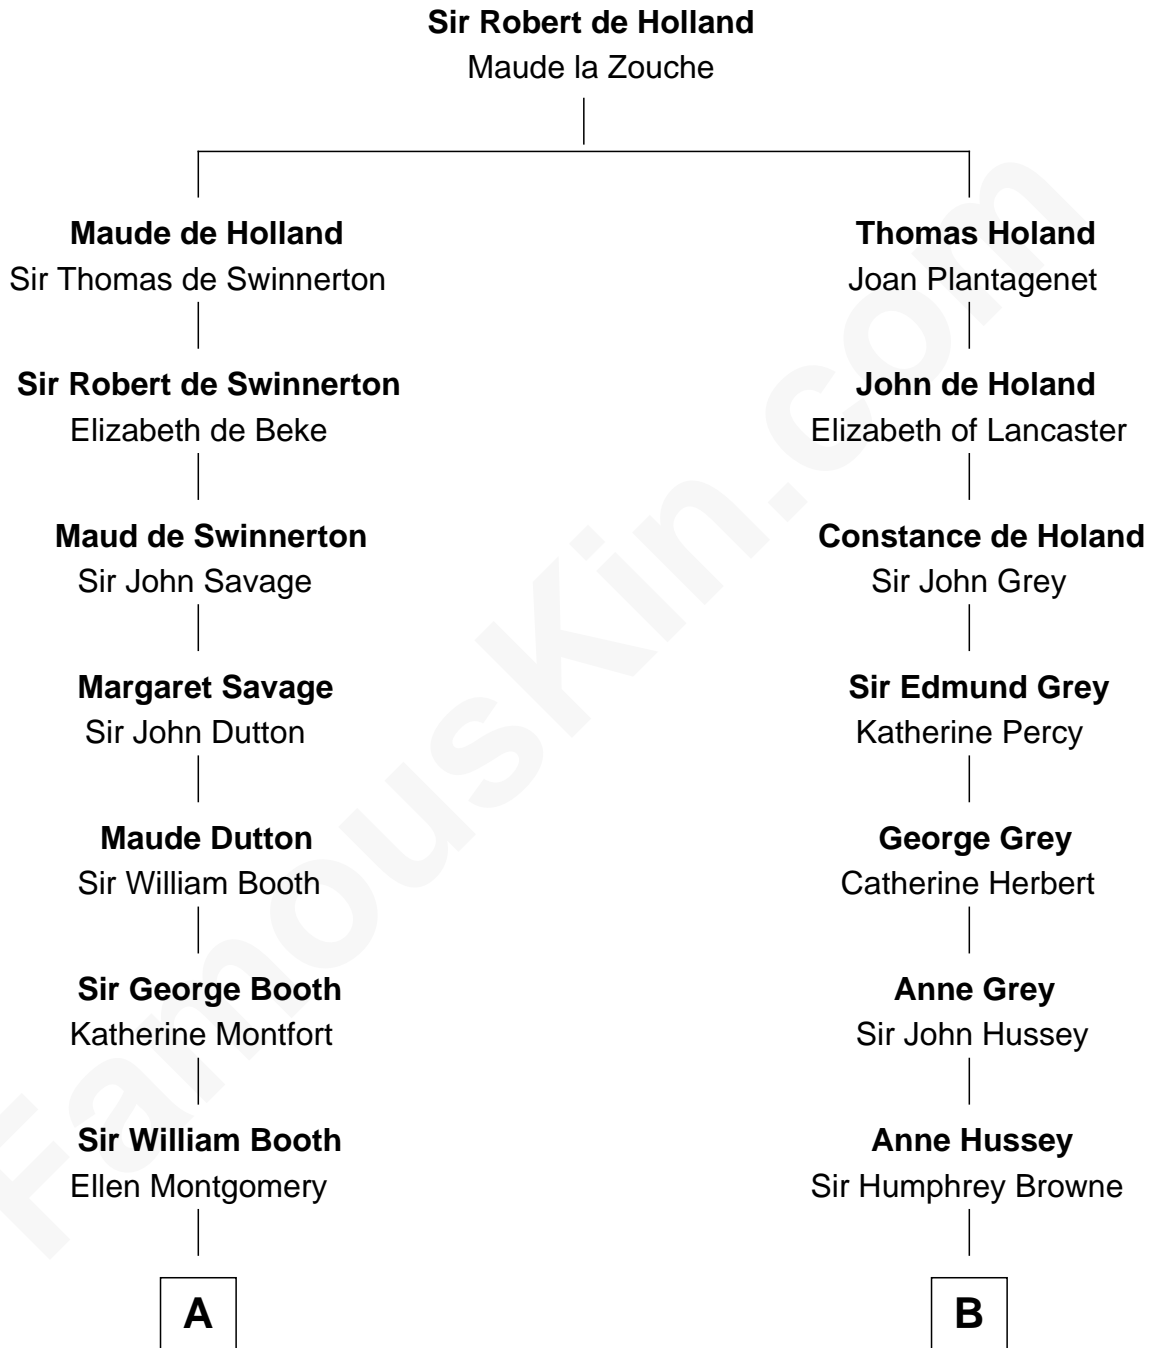 Sir Robert de Holland
Maude la Zouche
Maude de Holland
Sir Thomas de Swinnerton
Thomas Holand
Joan Plantagenet
Sir Robert de Swinnerton
Elizabeth de Beke
John de Holand
Elizabeth of Lancaster
Maud de Swinnerton
Sir John Savage
Constance de Holand
Sir John Grey
Margaret Savage
Sir John Dutton
Sir Edmund Grey
Katherine Percy
Maude Dutton
Sir William Booth
George Grey
Catherine Herbert
Sir George Booth
Katherine Montfort
Anne Grey
Sir John Hussey
Sir William Booth
Ellen Montgomery
Anne Hussey
Sir Humphrey Browne
A
B
FamousKin.com